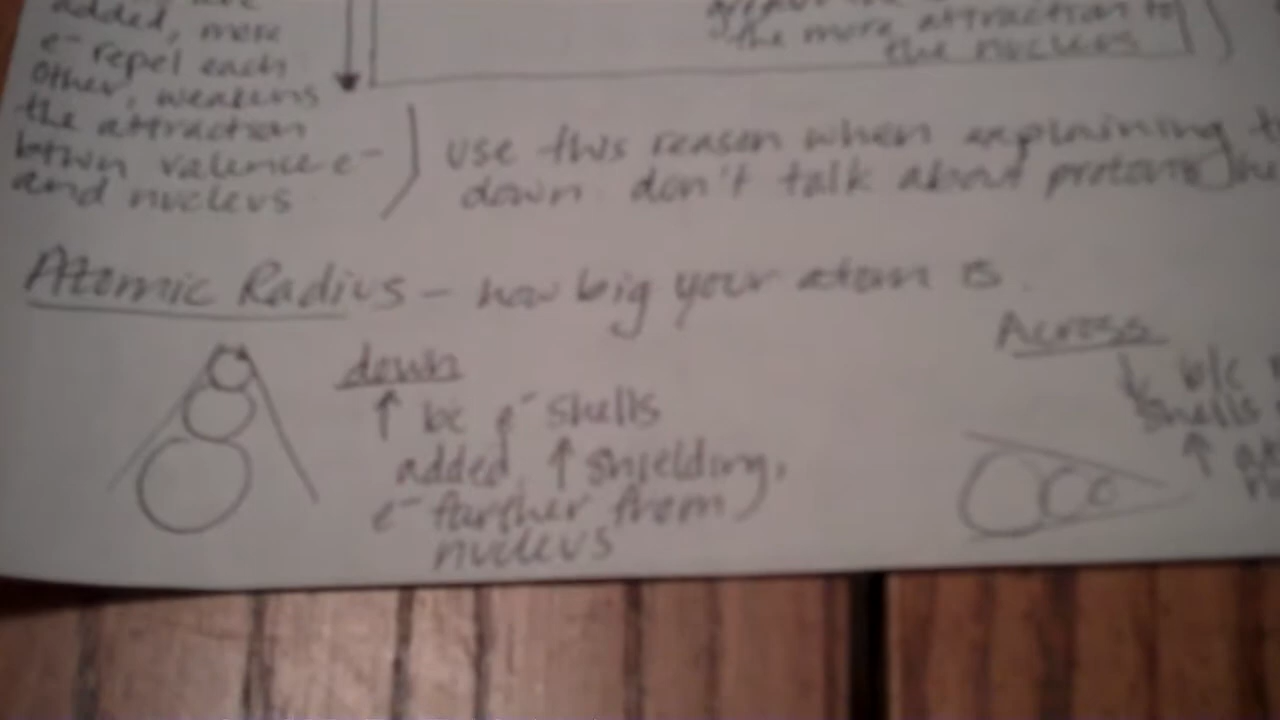 added, more
e⁻ repel each
other, weakens
the attraction
btwn valence e⁻
and nucleus
the more attraction to
the nucleus
use this reason when explaining
down. don't talk about protons
Atomic Radius – how big your atom is.
down
↑ bc e⁻ shells
added, ↑ shielding,
e⁻ farther from
nucleus
Across
↓ b/c
shells
↑